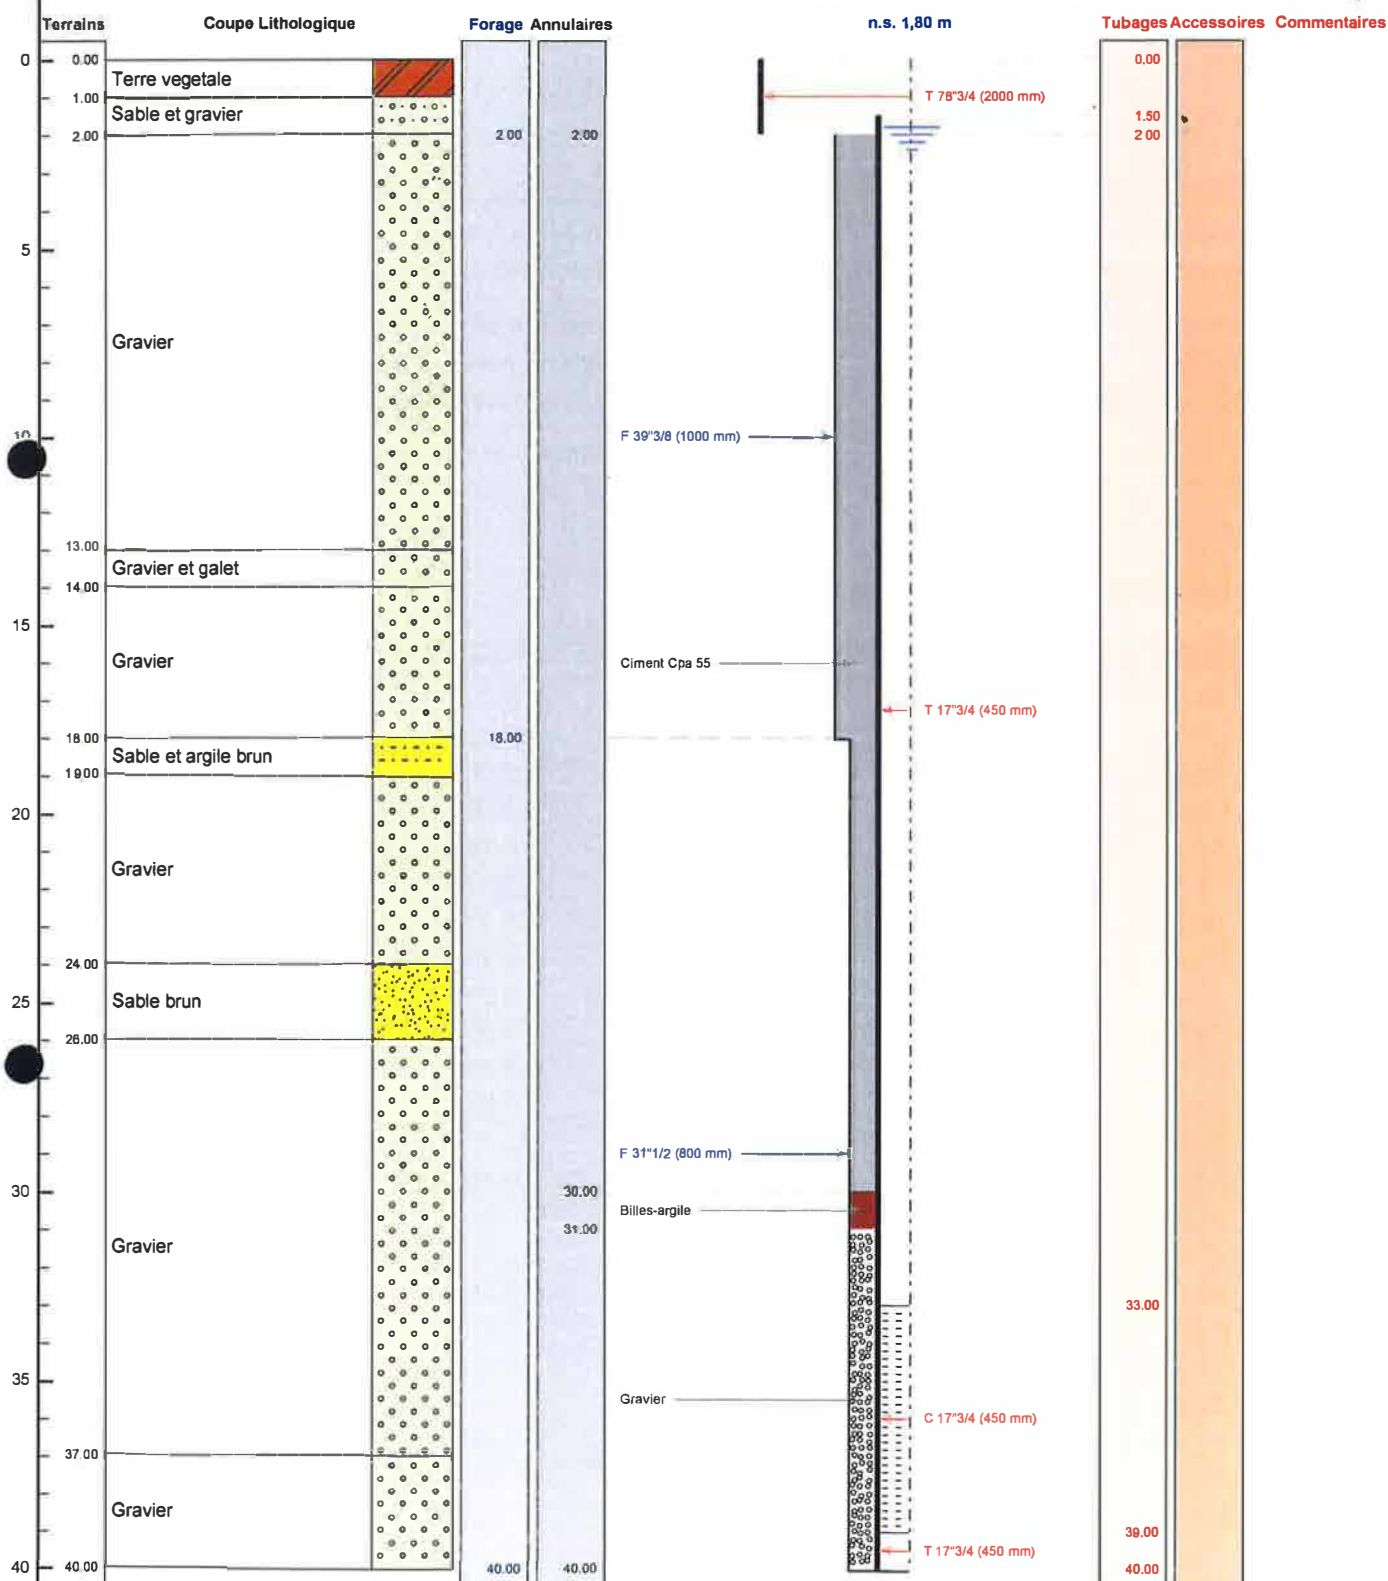 Terrains Coupe Lithologique Forage Annulaires n.s. 1,80 m Tubages Accessoires Commentaires
0 0.00 0.00
Terre vegetale
T 78"3/4 (2000 mm)
1.00
Sable et gravier
1.50
2.00 2.00 2.00 2.00
5
Gravier
10
F 39"3/8 (1000 mm)
13.00
Gravier et galet
14.00
15
Gravier
Ciment Cpa 55
T 17"3/4 (450 mm)
18.00 18.00
Sable et argile brun
19.00
20
Gravier
24.00
25
Sable brun
26.00
F 31"1/2 (800 mm)
30 30.00
Billes-argile
31.00
Gravier
33.00
35
Gravier
C 17"3/4 (450 mm)
37.00
Gravier
39.00
T 17"3/4 (450 mm)
40 40.00 40.00 40.00 40.00